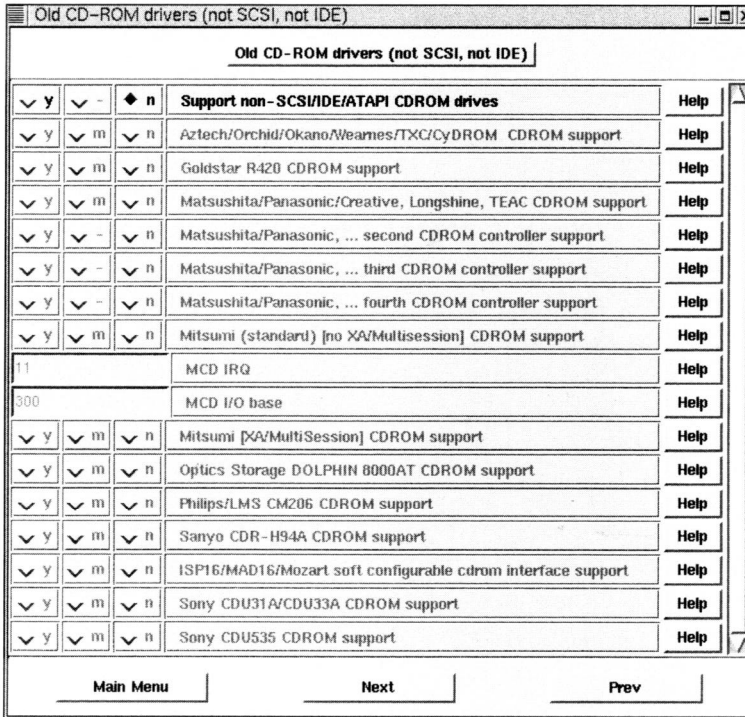 Old CD-ROM drivers (not SCSI, not IDE)
Old CD-ROM drivers (not SCSI, not IDE)
y - n Support non-SCSI/IDE/ATAPI CDROM drives Help
y m n Aztech/Orchid/Okano/Wearnes/TXC/CyDROM CDROM support Help
y m n Goldstar R420 CDROM support Help
y m n Matsushita/Panasonic/Creative, Longshine, TEAC CDROM support Help
y - n Matsushita/Panasonic, ... second CDROM controller support Help
y - n Matsushita/Panasonic, ... third CDROM controller support Help
y - n Matsushita/Panasonic, ... fourth CDROM controller support Help
y m n Mitsumi (standard) [no XA/Multisession] CDROM support Help
11 MCD IRQ Help
300 MCD I/O base Help
y m n Mitsumi [XA/MultiSession] CDROM support Help
y m n Optics Storage DOLPHIN 8000AT CDROM support Help
y m n Philips/LMS CM206 CDROM support Help
y m n Sanyo CDR-H94A CDROM support Help
y m n ISP16/MAD16/Mozart soft configurable cdrom interface support Help
y m n Sony CDU31A/CDU33A CDROM support Help
y m n Sony CDU535 CDROM support Help
Main Menu Next Prev